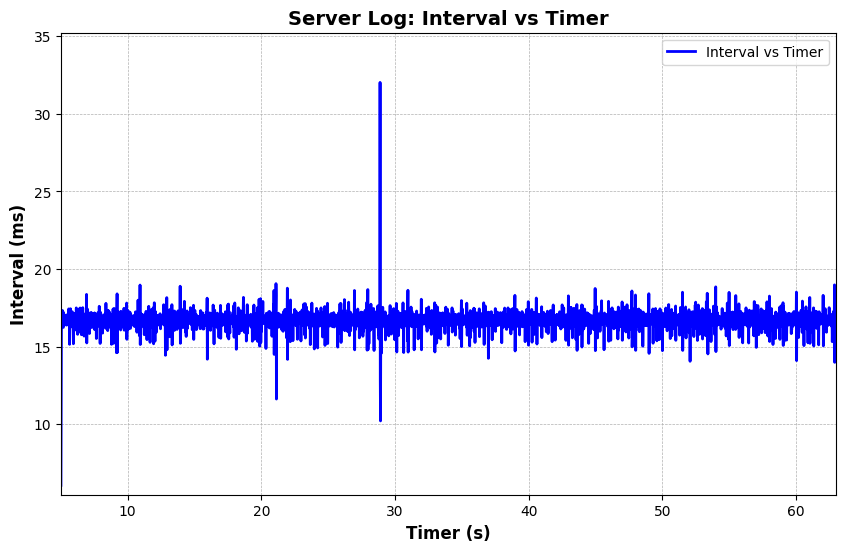 Server Log: Interval vs Timer
Interval vs Timer
35
30
25
20
15
10
Interval (ms)
10 20 30 40 50 60
Timer (s)